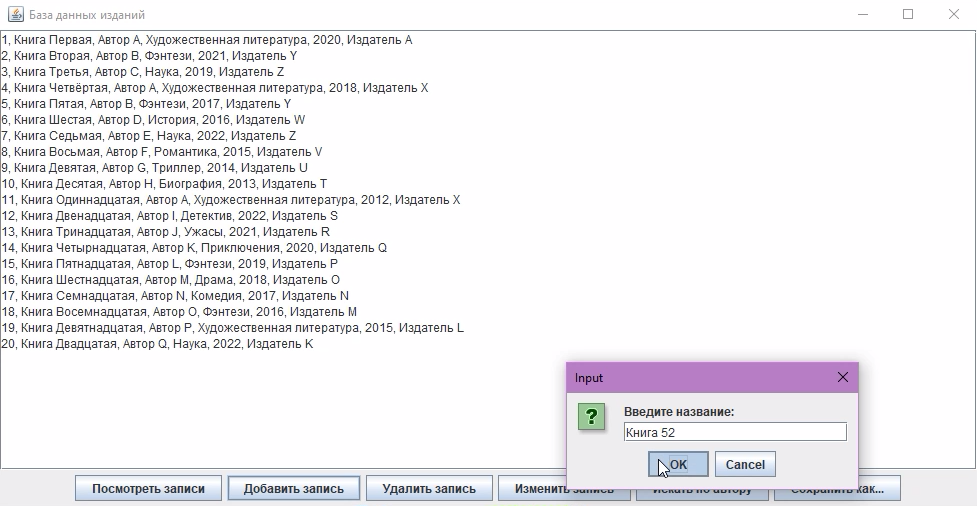 База данных изданий
1, Книга Первая, Автор A, Художественная литература, 2020, Издатель A
2, Книга Вторая, Автор B, Фэнтези, 2021, Издатель Y
3, Книга Третья, Автор C, Наука, 2019, Издатель Z
4, Книга Четвёртая, Автор A, Художественная литература, 2018, Издатель X
5, Книга Пятая, Автор B, Фэнтези, 2017, Издатель Y
6, Книга Шестая, Автор D, История, 2016, Издатель W
7, Книга Седьмая, Автор E, Наука, 2022, Издатель Z
8, Книга Восьмая, Автор F, Романтика, 2015, Издатель V
9, Книга Девятая, Автор G, Триллер, 2014, Издатель U
10, Книга Десятая, Автор H, Биография, 2013, Издатель T
11, Книга Одиннадцатая, Автор A, Художественная литература, 2012, Издатель X
12, Книга Двенадцатая, Автор I, Детектив, 2022, Издатель S
13, Книга Тринадцатая, Автор J, Ужасы, 2021, Издатель R
14, Книга Четырнадцатая, Автор K, Приключения, 2020, Издатель Q
15, Книга Пятнадцатая, Автор L, Фэнтези, 2019, Издатель P
16, Книга Шестнадцатая, Автор M, Драма, 2018, Издатель O
17, Книга Семнадцатая, Автор N, Комедия, 2017, Издатель N
18, Книга Восемнадцатая, Автор O, Фэнтези, 2016, Издатель M
19, Книга Девятнадцатая, Автор P, Художественная литература, 2015, Издатель L
20, Книга Двадцатая, Автор Q, Наука, 2022, Издатель K
Input
Введите название:
Книга 52
OK Cancel
Посмотреть записи Добавить запись Удалить запись Изменить запись Искать по автору Сохранить как...